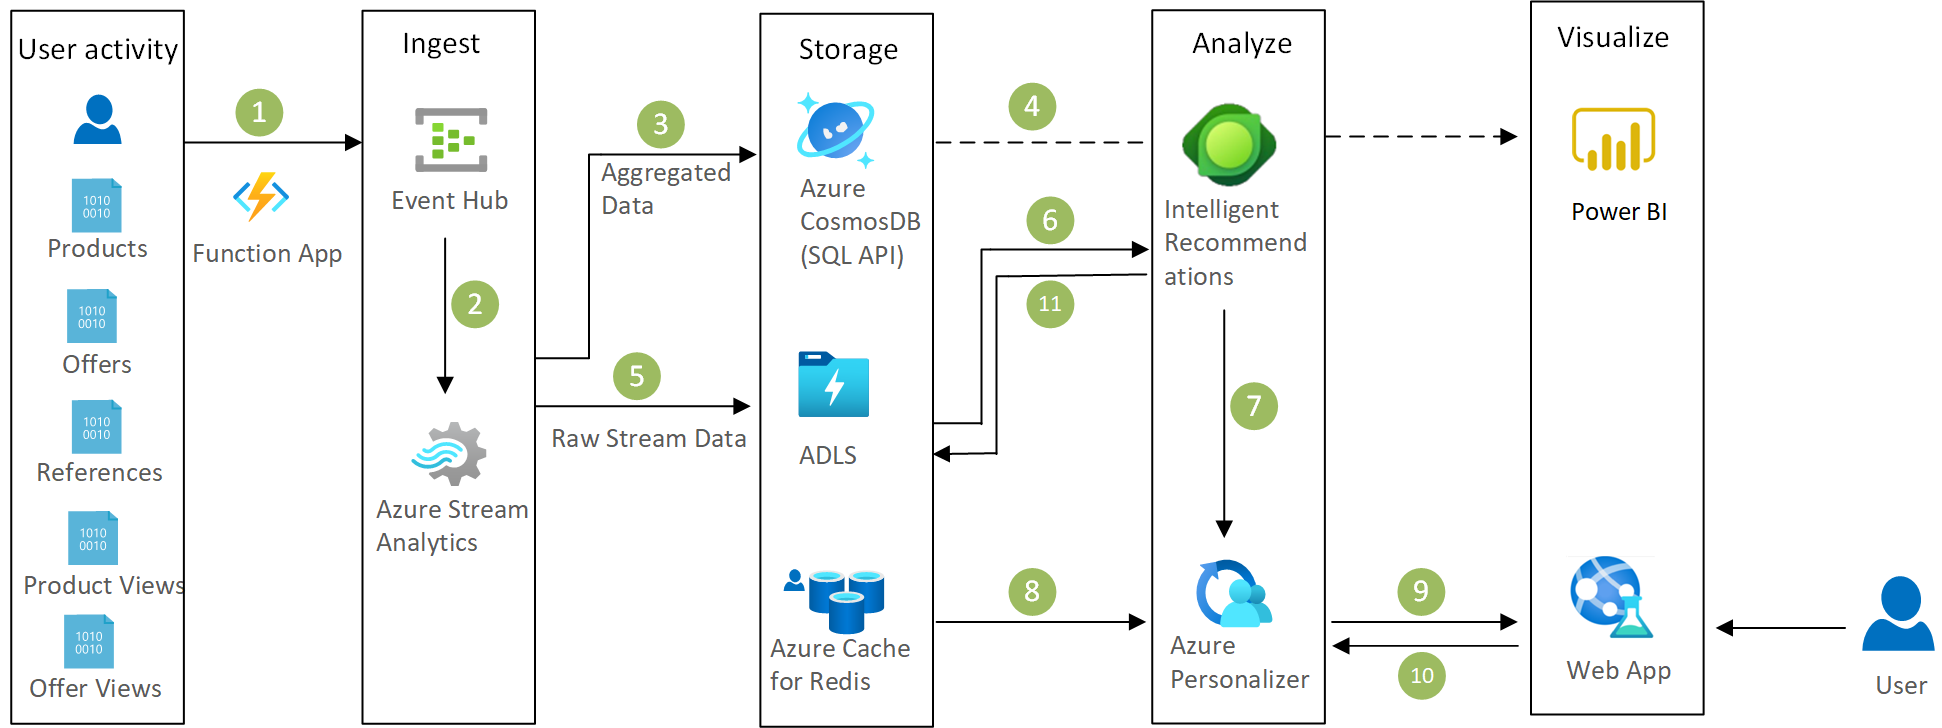 User activity
1010
0010
Products
1010
0010
Offers
1010
0010
References
1010
0010
Product Views
1010
0010
Offer Views
1
Function App
Ingest
Event Hub
2
Azure Stream
Analytics
3
Aggregated
Data
5
Raw Stream Data
Storage
Azure
CosmosDB
(SQL API)
ADLS
Azure Cache
for Redis
4
6
11
8
Analyze
Intelligent
Recommend
ations
7
Azure
Personalizer
9
10
Visualize
Power BI
Web App
User